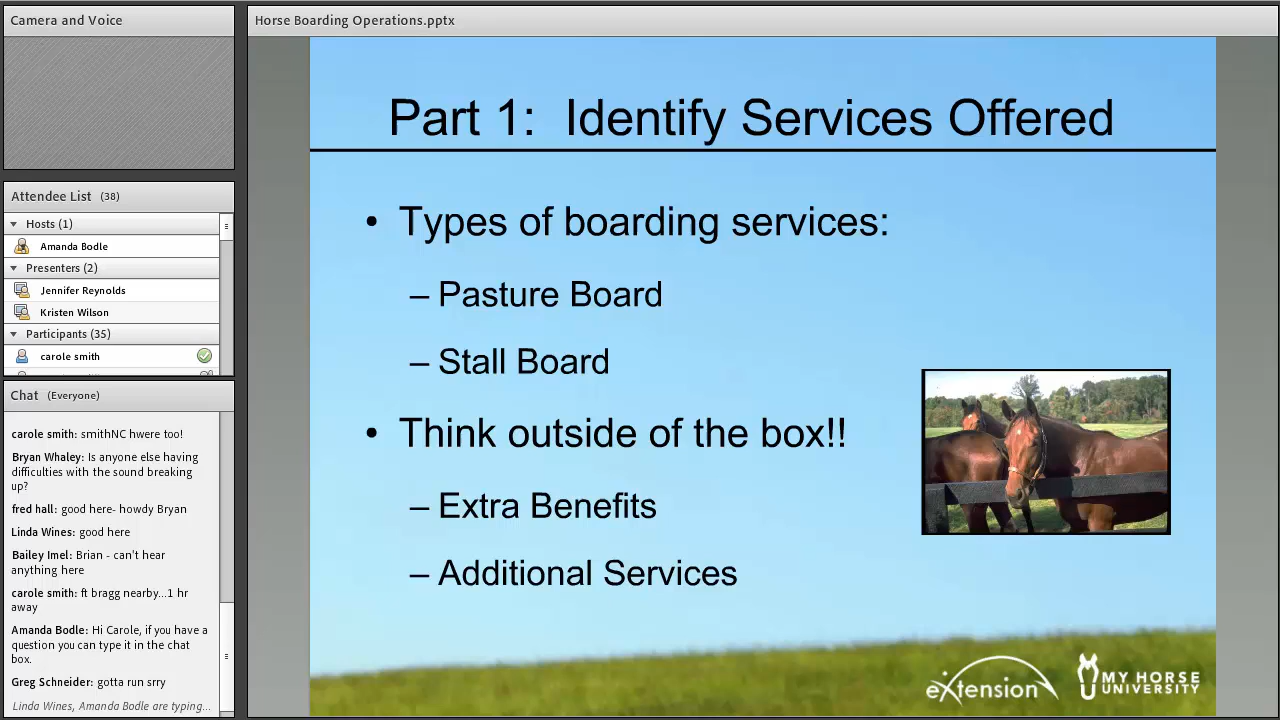 Camera and Voice
Attendee List (38)
Hosts (1)
Amanda Bodle
Presenters (2)
Jennifer Reynolds
Kristen Wilson
Participants (35)
carole smith
Chat (Everyone)
carole smith: smithNC hwere too!
Bryan Whaley: Is anyone else having
difficulties with the sound breaking
up?
fred hall: good here- howdy Bryan
Linda Wines: good here
Bailey Imel: Brian - can't hear
anything here
carole smith: ft bragg nearby...1 hr
away
Amanda Bodle: Hi Carole, if you have a
question you can type it in the chat
box.
Greg Schneider: gotta run srry
Linda Wines, Amanda Bodle are typing...
Horse Boarding Operations.pptx
Part 1: Identify Services Offered
• Types of boarding services:
– Pasture Board
– Stall Board
• Think outside of the box!!
– Extra Benefits
– Additional Services
eXtension
MY HORSE
UNIVERSITY